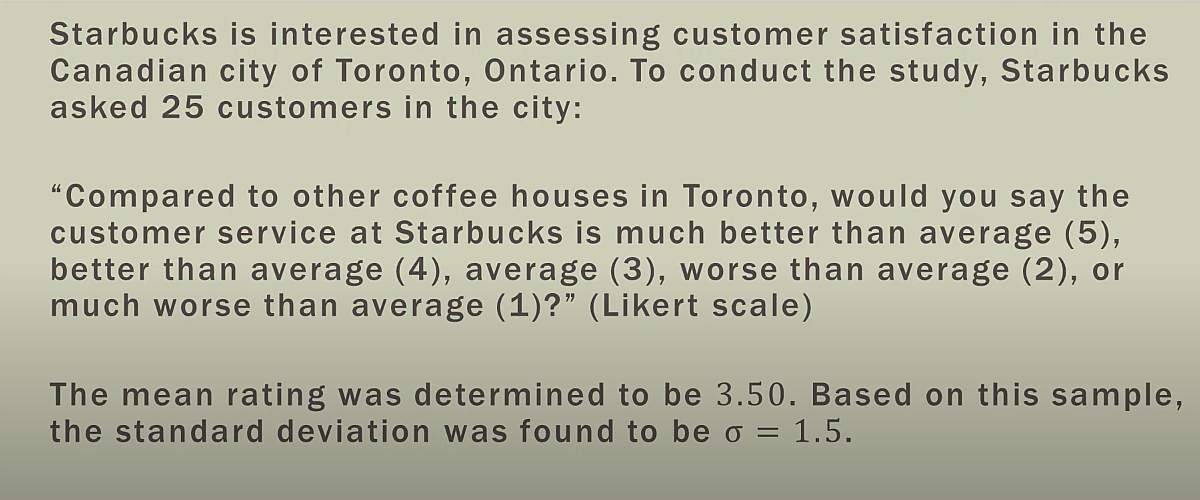 Starbucks is interested in assessing customer satisfaction in the
Canadian city of Toronto, Ontario. To conduct the study, Starbucks
asked 25 customers in the city:
“Compared to other coffee houses in Toronto, would you say the
customer service at Starbucks is much better than average (5),
better than average (4), average (3), worse than average (2), or
much worse than average (1)?” (Likert scale)
The mean rating was determined to be 3.50. Based on this sample,
the standard deviation was found to be σ = 1.5.